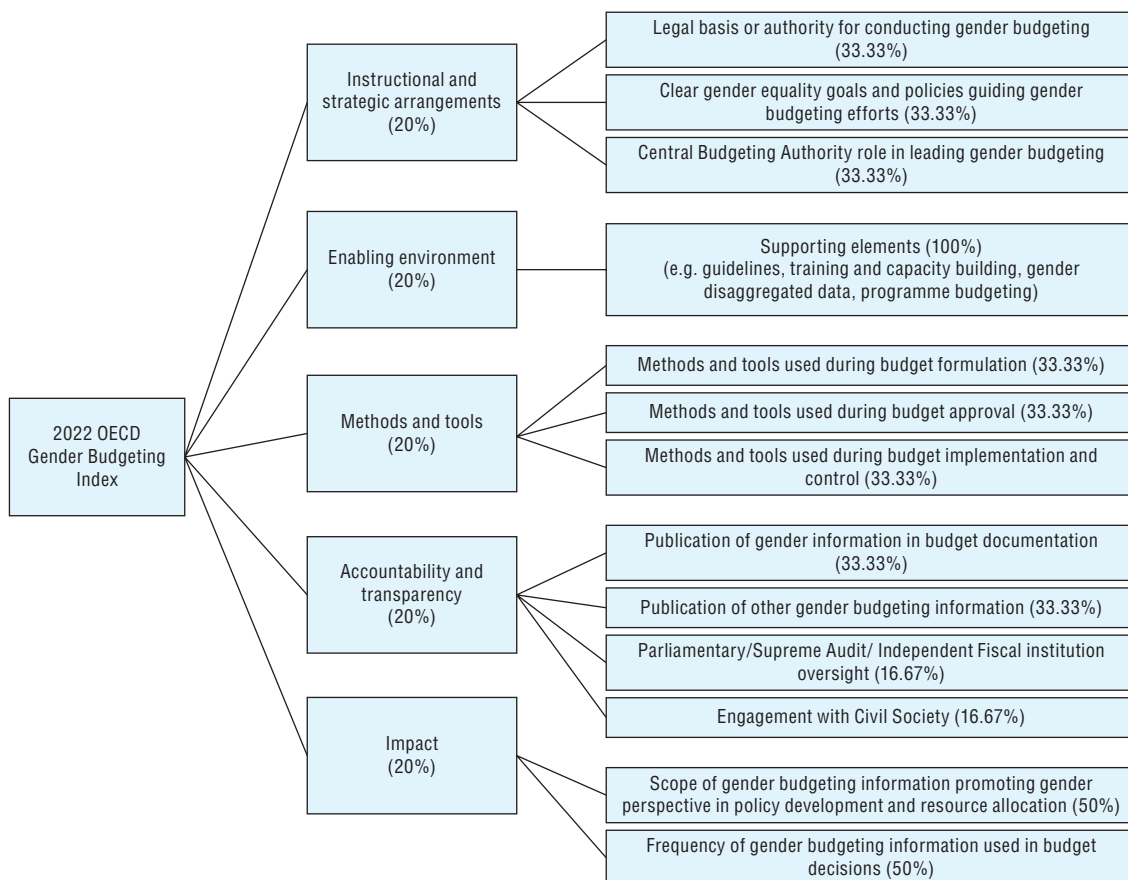 2022 OECD
Gender Budgeting
Index
Instructional and
strategic arrangements
(20%)
Legal basis or authority for conducting gender budgeting
(33.33%)
Clear gender equality goals and policies guiding gender
budgeting efforts (33.33%)
Central Budgeting Authority role in leading gender budgeting
(33.33%)
Enabling environment
(20%)
Supporting elements (100%)
(e.g. guidelines, training and capacity building, gender
disaggregated data, programme budgeting)
Methods and tools
(20%)
Methods and tools used during budget formulation (33.33%)
Methods and tools used during budget approval (33.33%)
Methods and tools used during budget implementation and
control (33.33%)
Accountability and
transparency
(20%)
Publication of gender information in budget documentation
(33.33%)
Publication of other gender budgeting information (33.33%)
Parliamentary/Supreme Audit/ Independent Fiscal institution
oversight (16.67%)
Engagement with Civil Society (16.67%)
Impact
(20%)
Scope of gender budgeting information promoting gender
perspective in policy development and resource allocation (50%)
Frequency of gender budgeting information used in budget
decisions (50%)